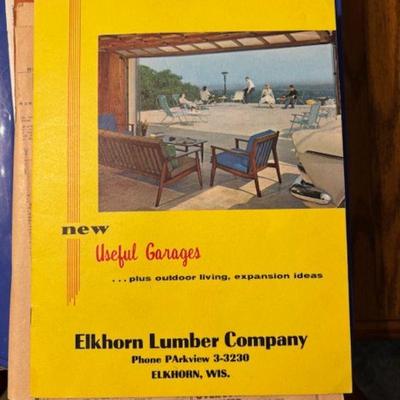 new
Useful Garages
...plus outdoor living, expansion ideas
Elkhorn Lumber Company
Phone PArkview 3-3230
ELKHORN, WIS.